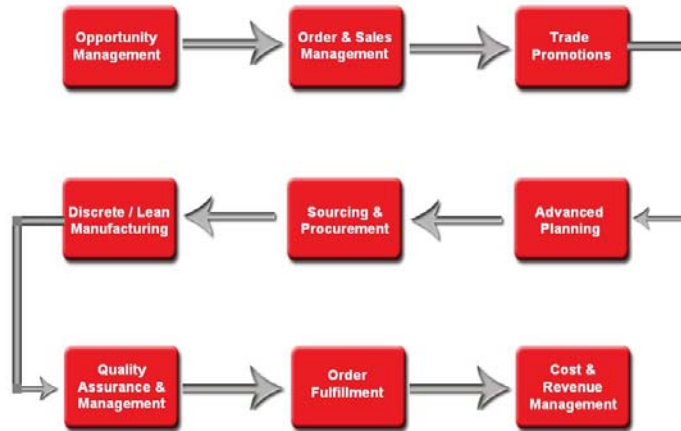 Opportunity
Management
Order & Sales
Management
Trade
Promotions
Discrete / Lean
Manufacturing
Sourcing &
Procurement
Advanced
Planning
Quality
Assurance &
Management
Order
Fulfillment
Cost &
Revenue
Management